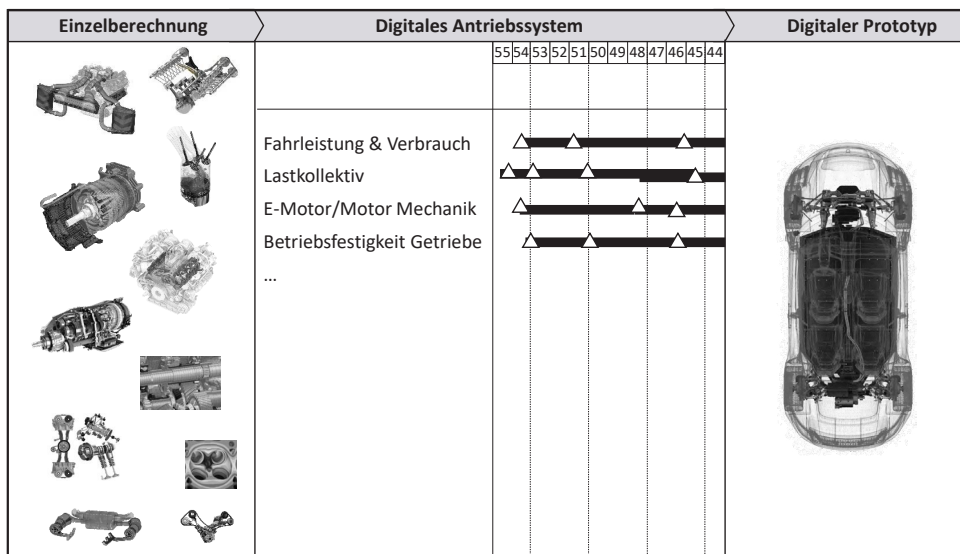 Einzelberechnung
Digitales Antriebssystem
Digitaler Prototyp
55 54 53 52 51 50 49 48 47 46 45 44
Fahrleistung & Verbrauch
Lastkollektiv
E-Motor/Motor Mechanik
Betriebsfestigkeit Getriebe
...